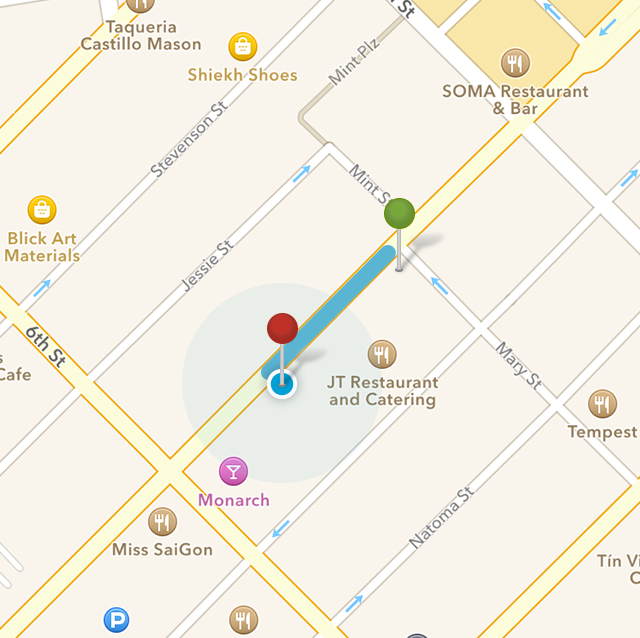 St
Taqueria
Castillo Mason
Shiekh Shoes
Mint Plz
SOMA Restaurant
& Bar
Stevenson St
Mint S
Blick Art
Materials
Jessie St
6th St
Cafe
JT Restaurant
and Catering
Mary St
Tempest
Monarch
Natoma St
Miss SaiGon
Tín Vi
C
P